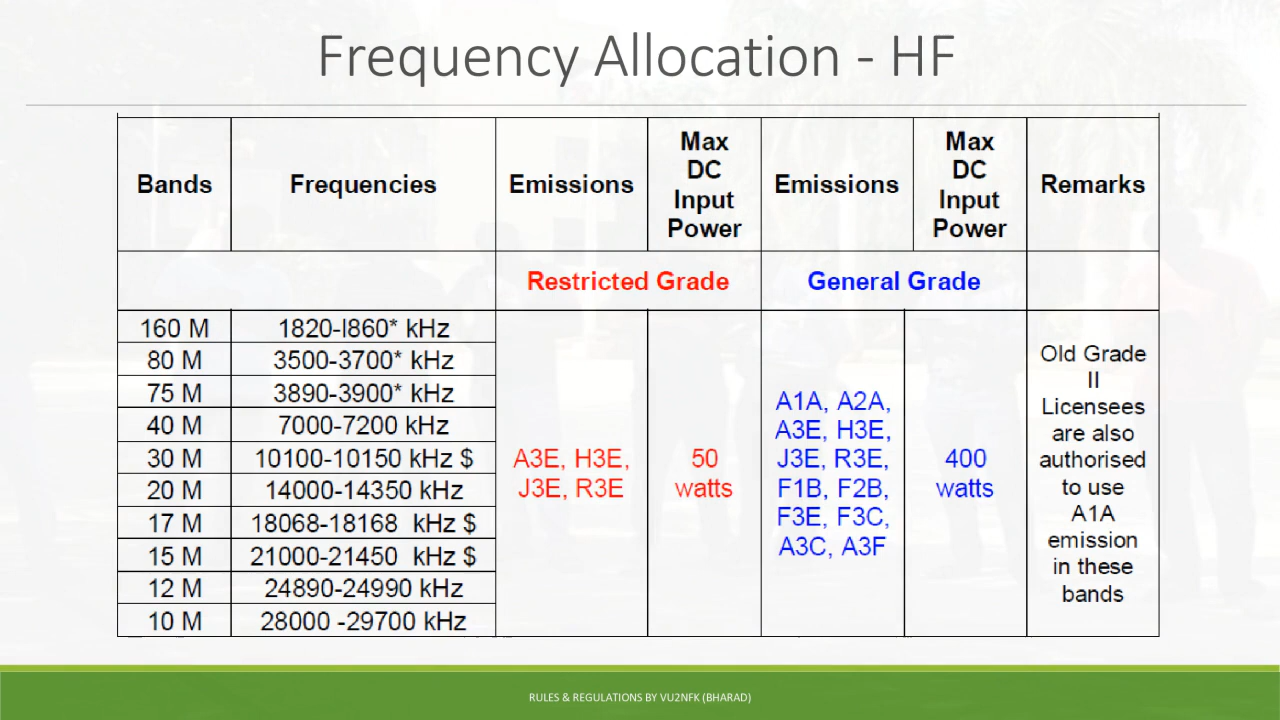 Frequency Allocation - HF
Bands Frequencies Emissions Max DC Input Power Emissions Max DC Input Power Remarks
Restricted Grade General Grade
160 M 1820-l860* kHz
80 M 3500-3700* kHz
75 M 3890-3900* kHz
40 M 7000-7200 kHz
30 M 10100-10150 kHz $
20 M 14000-14350 kHz
17 M 18068-18168 kHz $
15 M 21000-21450 kHz $
12 M 24890-24990 kHz
10 M 28000 -29700 kHz
A3E, H3E,
J3E, R3E
50
watts
A1A, A2A,
A3E, H3E,
J3E, R3E,
F1B, F2B,
F3E, F3C,
A3C, A3F
400
watts
Old Grade
II
Licensees
are also
authorised
to use
A1A
emission
in these
bands
RULES & REGULATIONS BY VU2NFK (BHARAD)